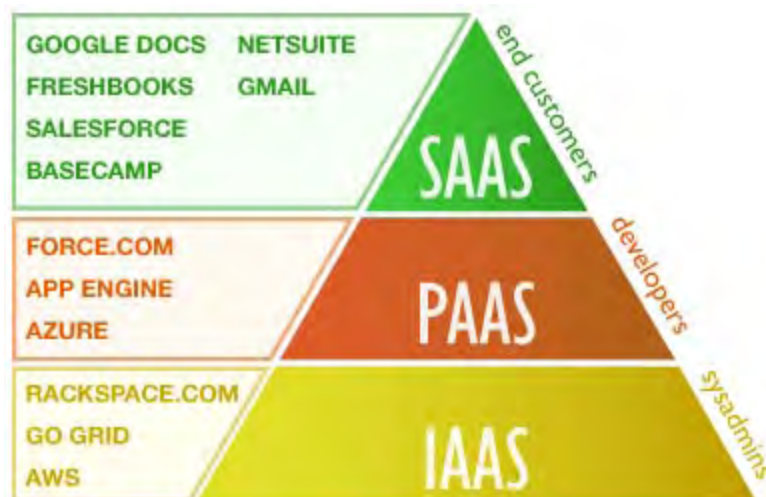 GOOGLE DOCS NETSUITE
FRESHBOOKS GMAIL
SALESFORCE
BASECAMP
SAAS
end customers
FORCE.COM
APP ENGINE
AZURE
PAAS
developers
RACKSPACE.COM
GO GRID
AWS
IAAS
sysadmins